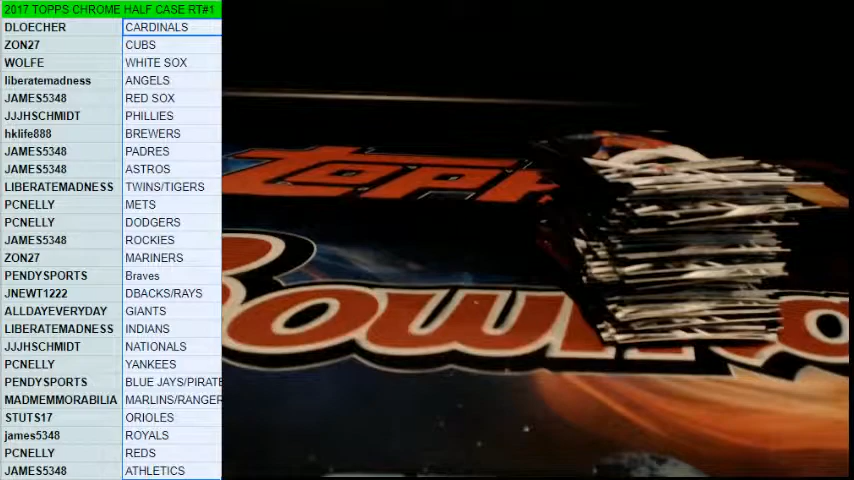 2017 TOPPS CHROME HALF CASE RT#1
DLOECHER CARDINALS
ZON27 CUBS
WOLFE WHITE SOX
liberatemadness ANGELS
JAMES5348 RED SOX
JJJHSCHMIDT PHILLIES
hklife888 BREWERS
JAMES5348 PADRES
JAMES5348 ASTROS
LIBERATEMADNESS TWINS/TIGERS
PCNELLY METS
PCNELLY DODGERS
JAMES5348 ROCKIES
ZON27 MARINERS
PENDYSPORTS Braves
JNEWT1222 DBACKS/RAYS
ALLDAYEVERYDAY GIANTS
LIBERATEMADNESS INDIANS
JJJHSCHMIDT NATIONALS
PCNELLY YANKEES
PENDYSPORTS BLUE JAYS/PIRATE
MADMEMMORABILIA MARLINS/RANGER
STUTS17 ORIOLES
james5348 ROYALS
PCNELLY REDS
JAMES5348 ATHLETICS
TOPP
Bow